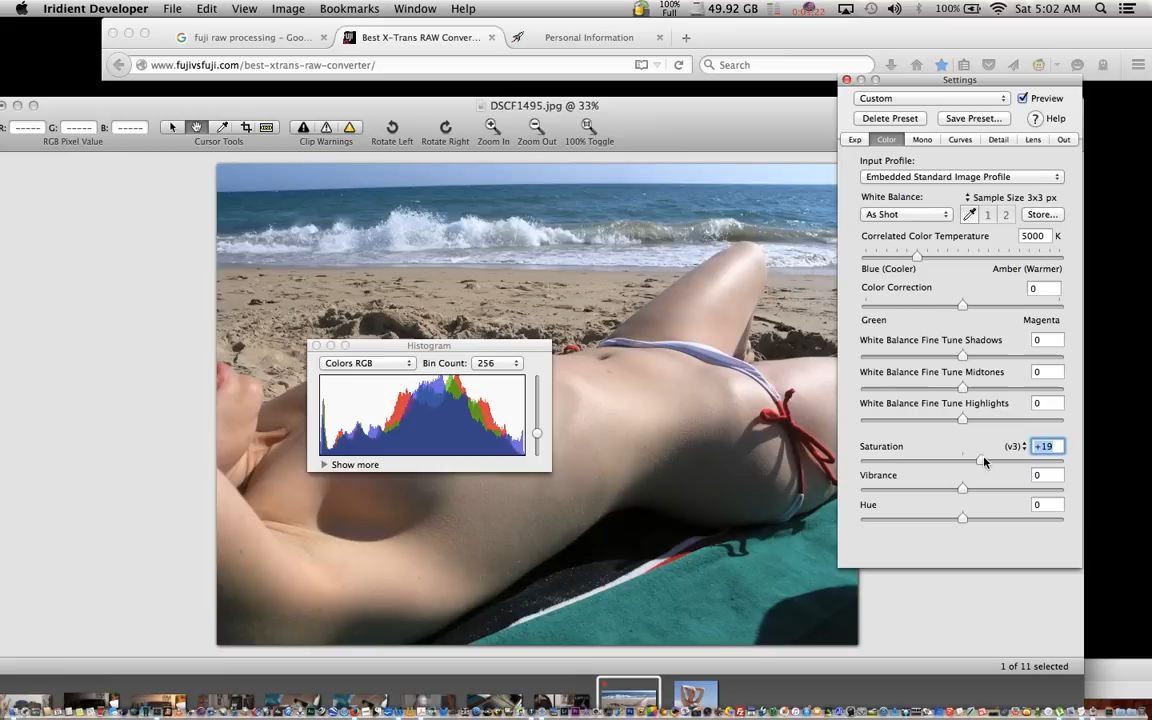 Iridient Developer File Edit View Image Bookmarks Window Help 100% Full 49.92 GB 100% Sat 5:02 AM
fuji raw processing - Goo... Best X-Trans RAW Conver... Personal Information
www.fujivsfuji.com/best-xtrans-raw-converter/ Search
Settings
Custom Preview
Delete Preset Save Preset... ? Help
Exp Color Mono Curves Detail Lens Out
Input Profile:
Embedded Standard Image Profile
White Balance: Sample Size 3x3 px
As Shot 1 2 Store...
Correlated Color Temperature 5000 K
Blue (Cooler) Amber (Warmer)
Color Correction 0
Green Magenta
White Balance Fine Tune Shadows 0
White Balance Fine Tune Midtones 0
White Balance Fine Tune Highlights 0
Saturation (v3) +19
Vibrance 0
Hue 0
DSCF1495.jpg @ 33%
R: ----- G: ----- B: -----
RGB Pixel Value Cursor Tools Clip Warnings Rotate Left Rotate Right Zoom In Zoom Out 100% Toggle
Histogram
Colors RGB Bin Count: 256
Show more
1 of 11 selected